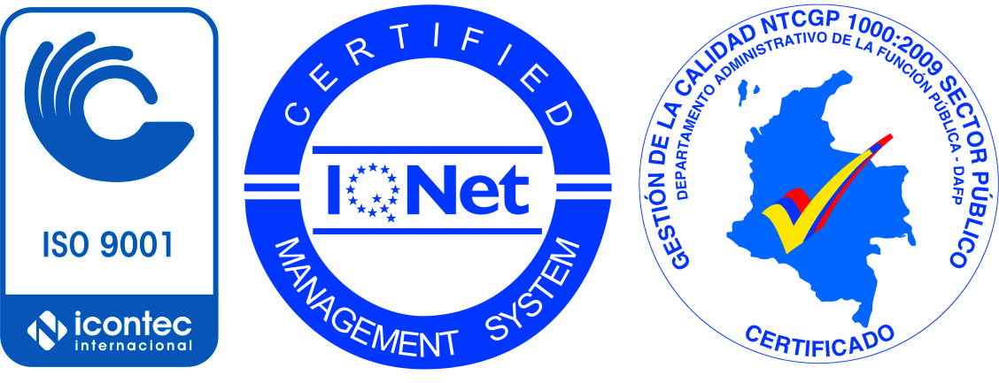 ISO 9001
icontec
internacional
CERTIFIED
IQNet
MANAGEMENT SYSTEM
GESTIÓN DE LA CALIDAD NTCGP 1000:2009 SECTOR PÚBLICO
DEPARTAMENTO ADMINISTRATIVO DE LA FUNCIÓN PÚBLICA - DAFP
CERTIFICADO